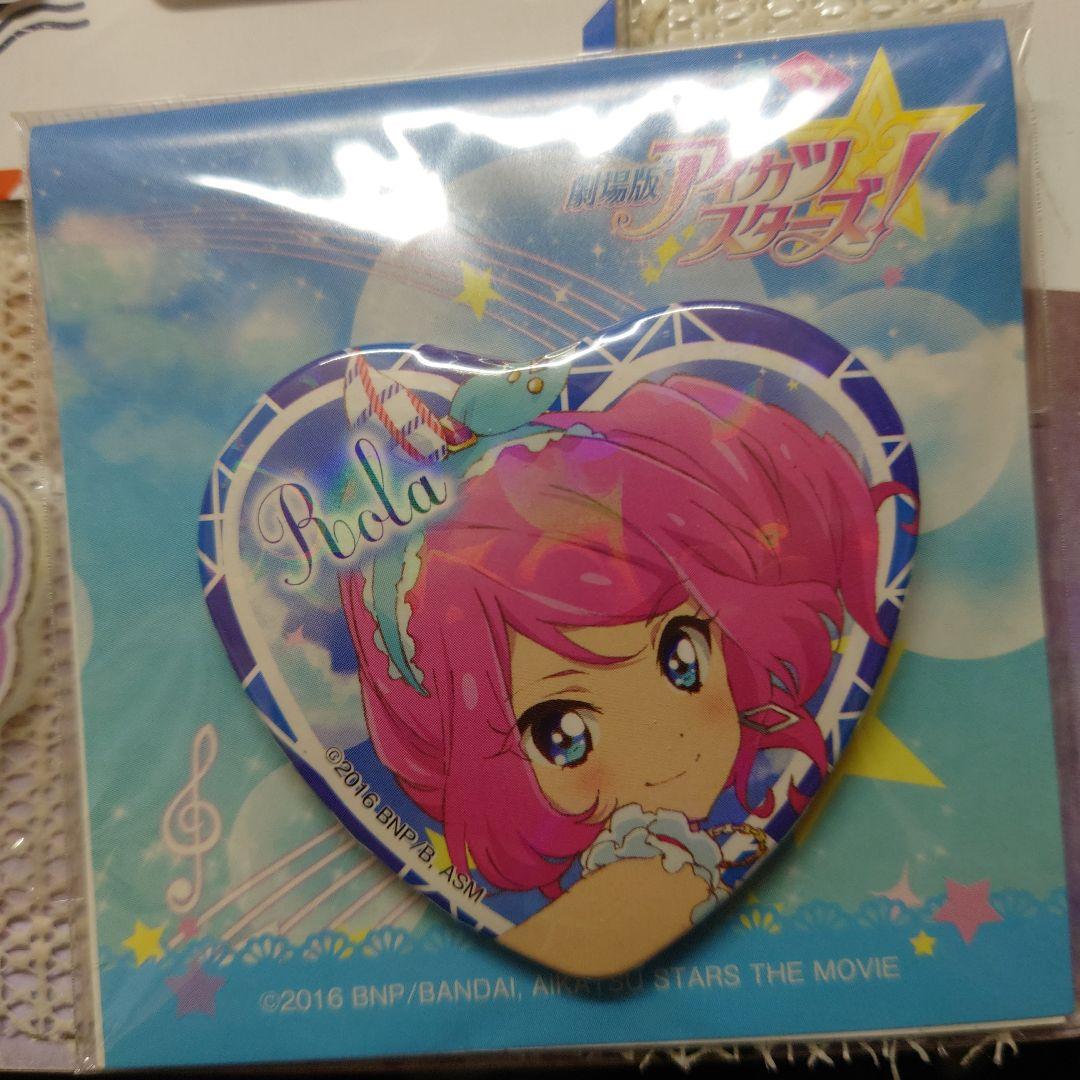 劇場版
アイカツ
スターズ!
Rola
©2016 BNP/B, ASM
©2016 BNP/BANDAI, AIKATSU STARS THE MOVIE